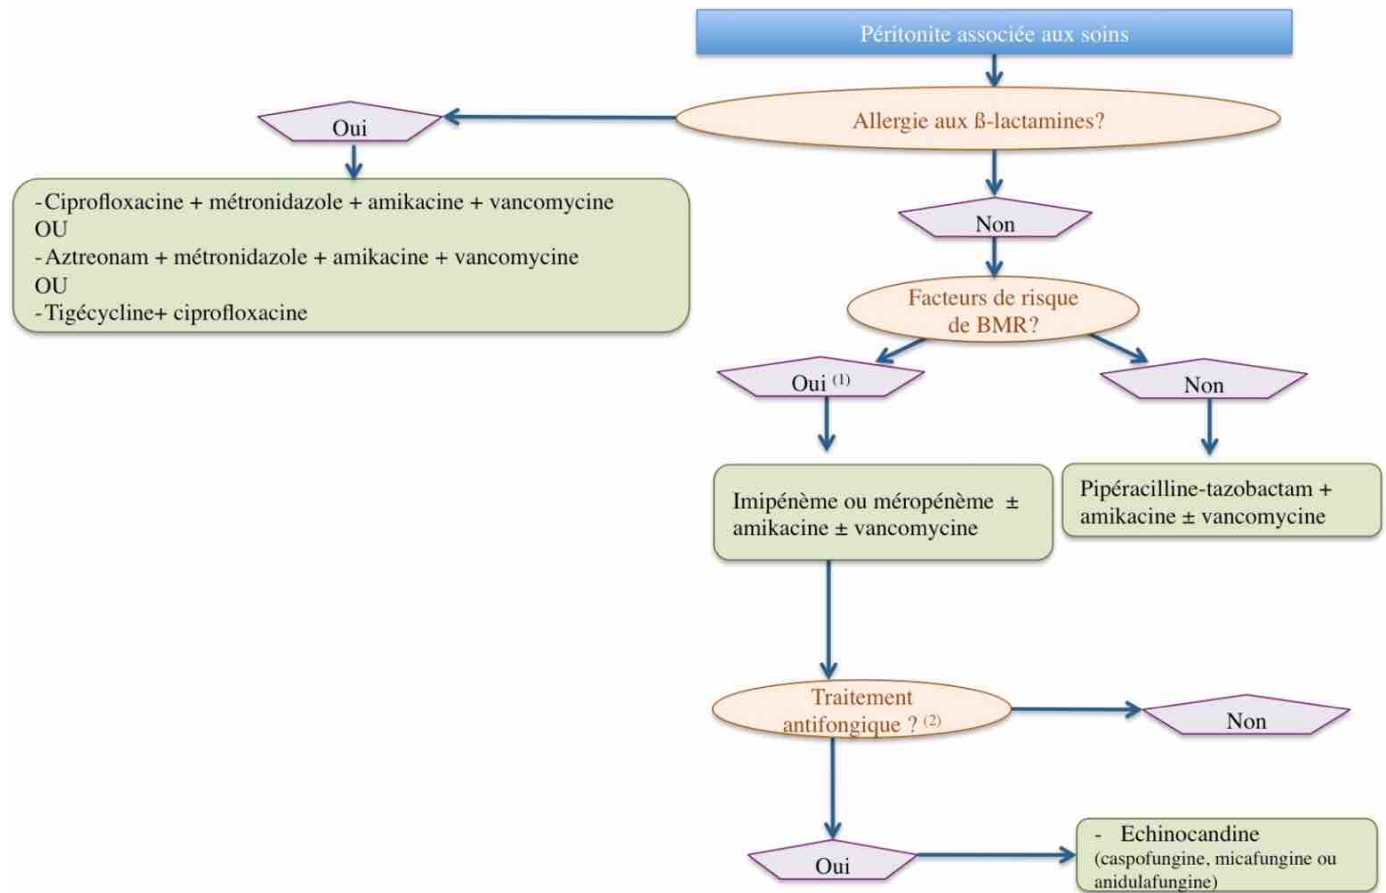 Péritonite associée aux soins
Oui
Allergie aux ß-lactamines?
-Ciprofloxacine + métronidazole + amikacine + vancomycine
OU
-Aztreonam + métronidazole + amikacine + vancomycine
OU
-Tigécycline+ ciprofloxacine
Non
Facteurs de risque
de BMR?
Oui (1)
Non
Imipénème ou méropénème ±
amikacine ± vancomycine
Pipéracilline-tazobactam +
amikacine ± vancomycine
Traitement
antifongique ? (2)
Non
Oui
- Echinocandine
(caspofungine, micafungine ou
anidulafungine)